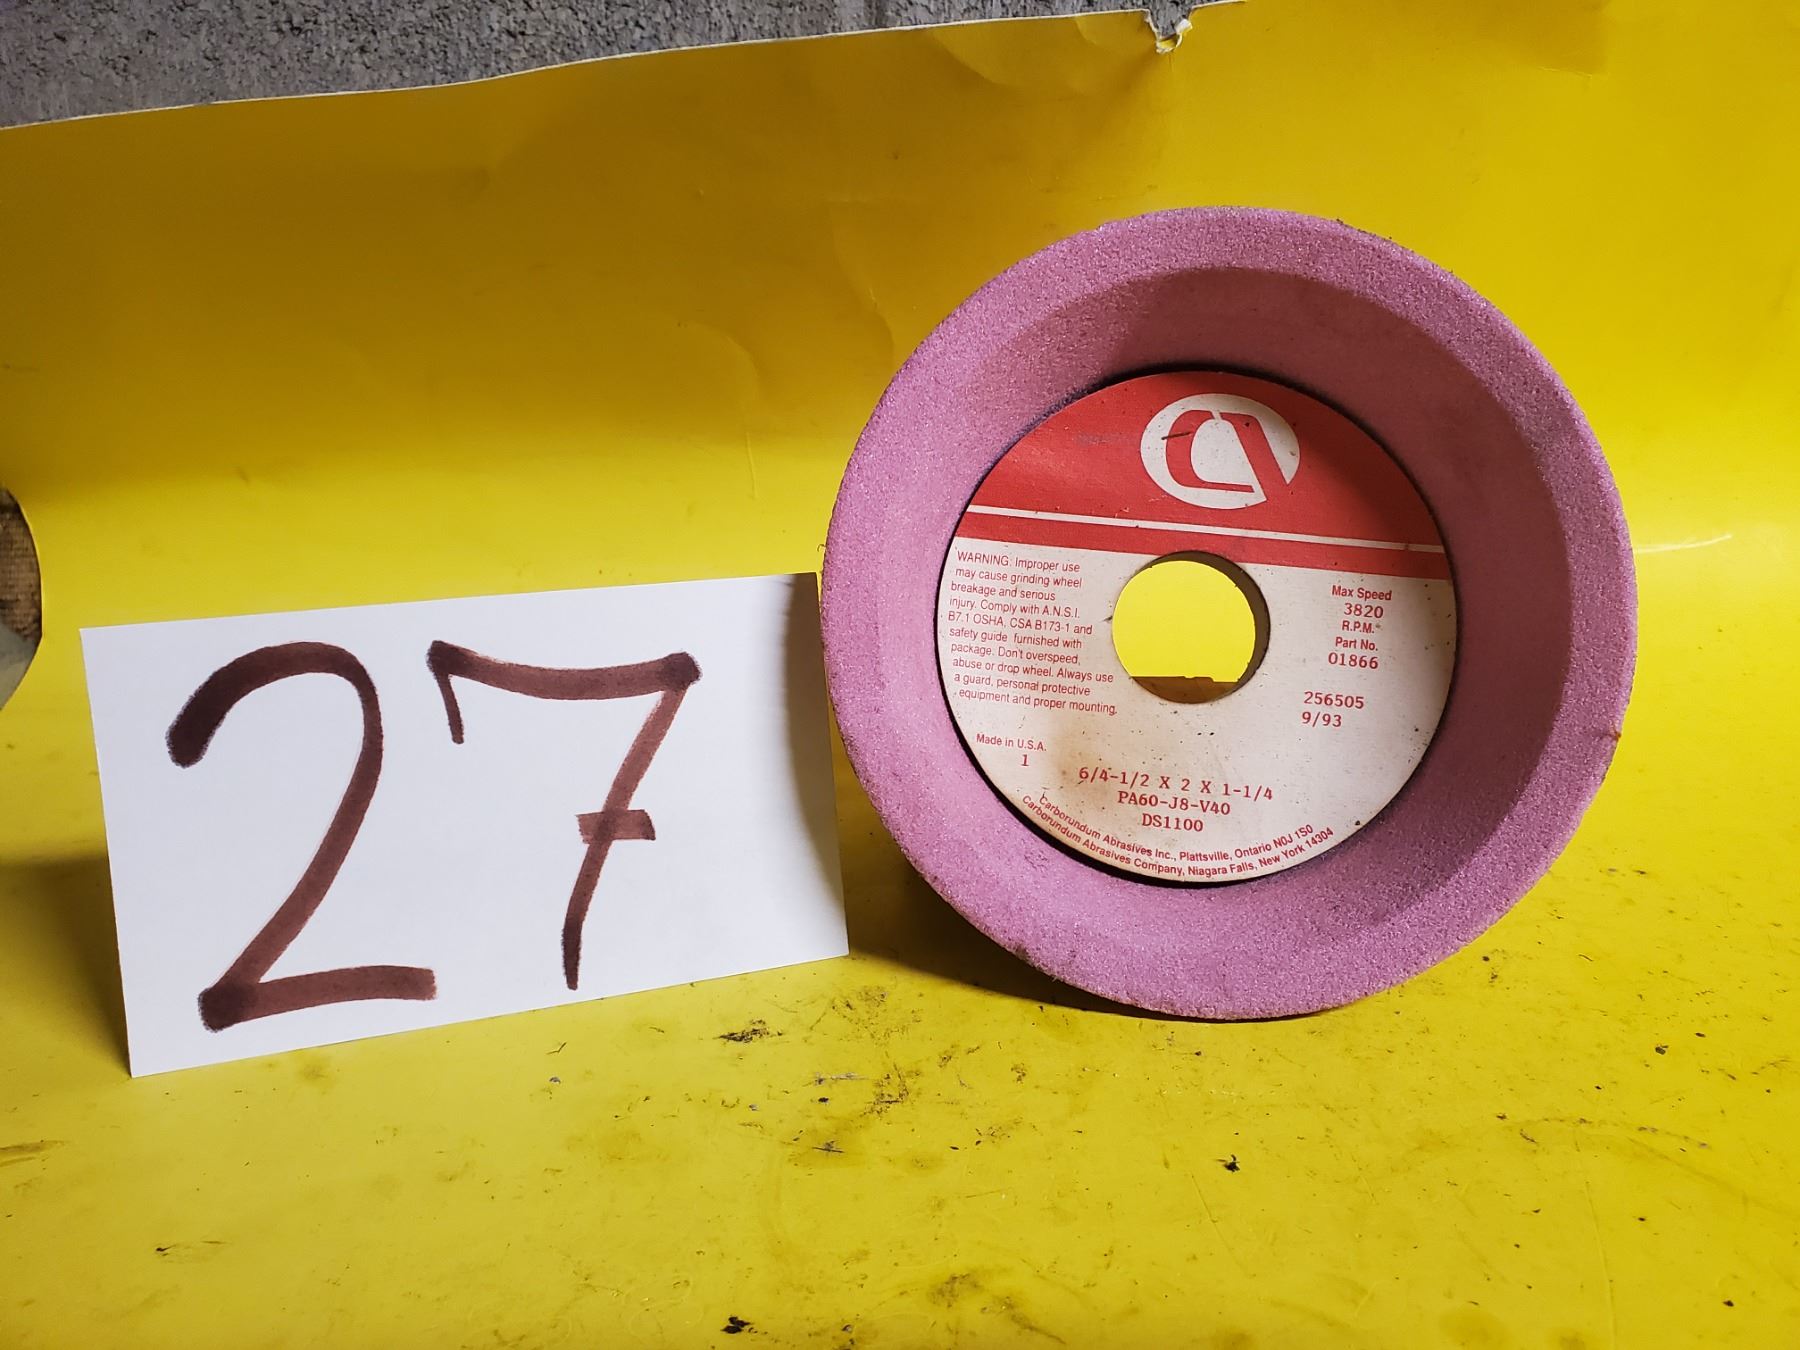 27
WARNING: Improper use
may cause grinding wheel
breakage and serious
injury. Comply with A.N.S.I.
B7.1 OSHA, CSA B173-1 and
safety guide furnished with
package. Don't overspeed,
abuse or drop wheel. Always use
a guard, personal protective
equipment and proper mounting.
Max Speed
3820
R.P.M.
Part No.
01866
256505
9/93
Made in U.S.A.
1
6/4-1/2 X 2 X 1-1/4
PA60-J8-V40
DS1100
Carborundum Abrasives Inc., Plattsville, Ontario N0J 1S0
Carborundum Abrasives Company, Niagara Falls, New York 14304